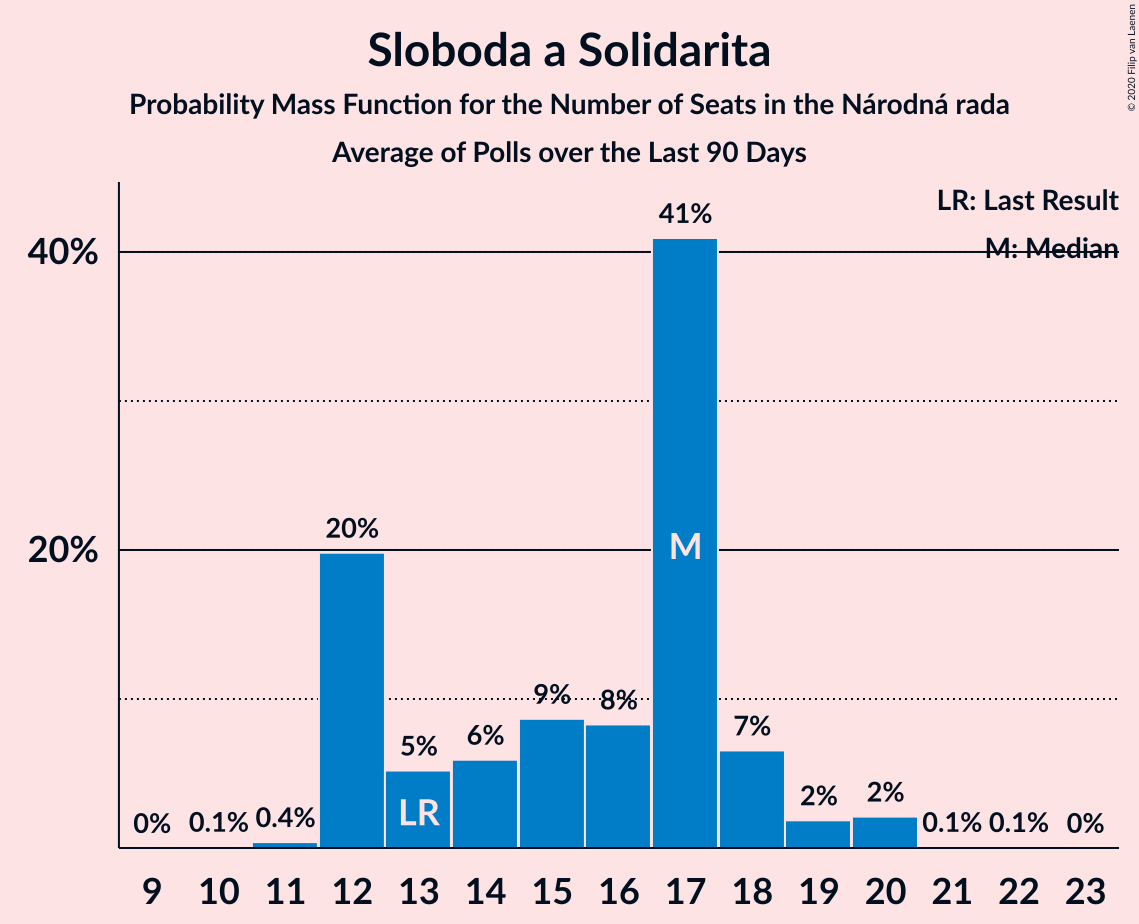 Sloboda a Solidarita
Probability Mass Function for the Number of Seats in the Národná rada
Average of Polls over the Last 90 Days
© 2020 Filip van Laenen
LR: Last Result
M: Median
40%
20%
0%
0.1%
0.4%
20%
5%
6%
9%
8%
41%
7%
2%
2%
0.1%
0.1%
0%
LR
M
9 10 11 12 13 14 15 16 17 18 19 20 21 22 23